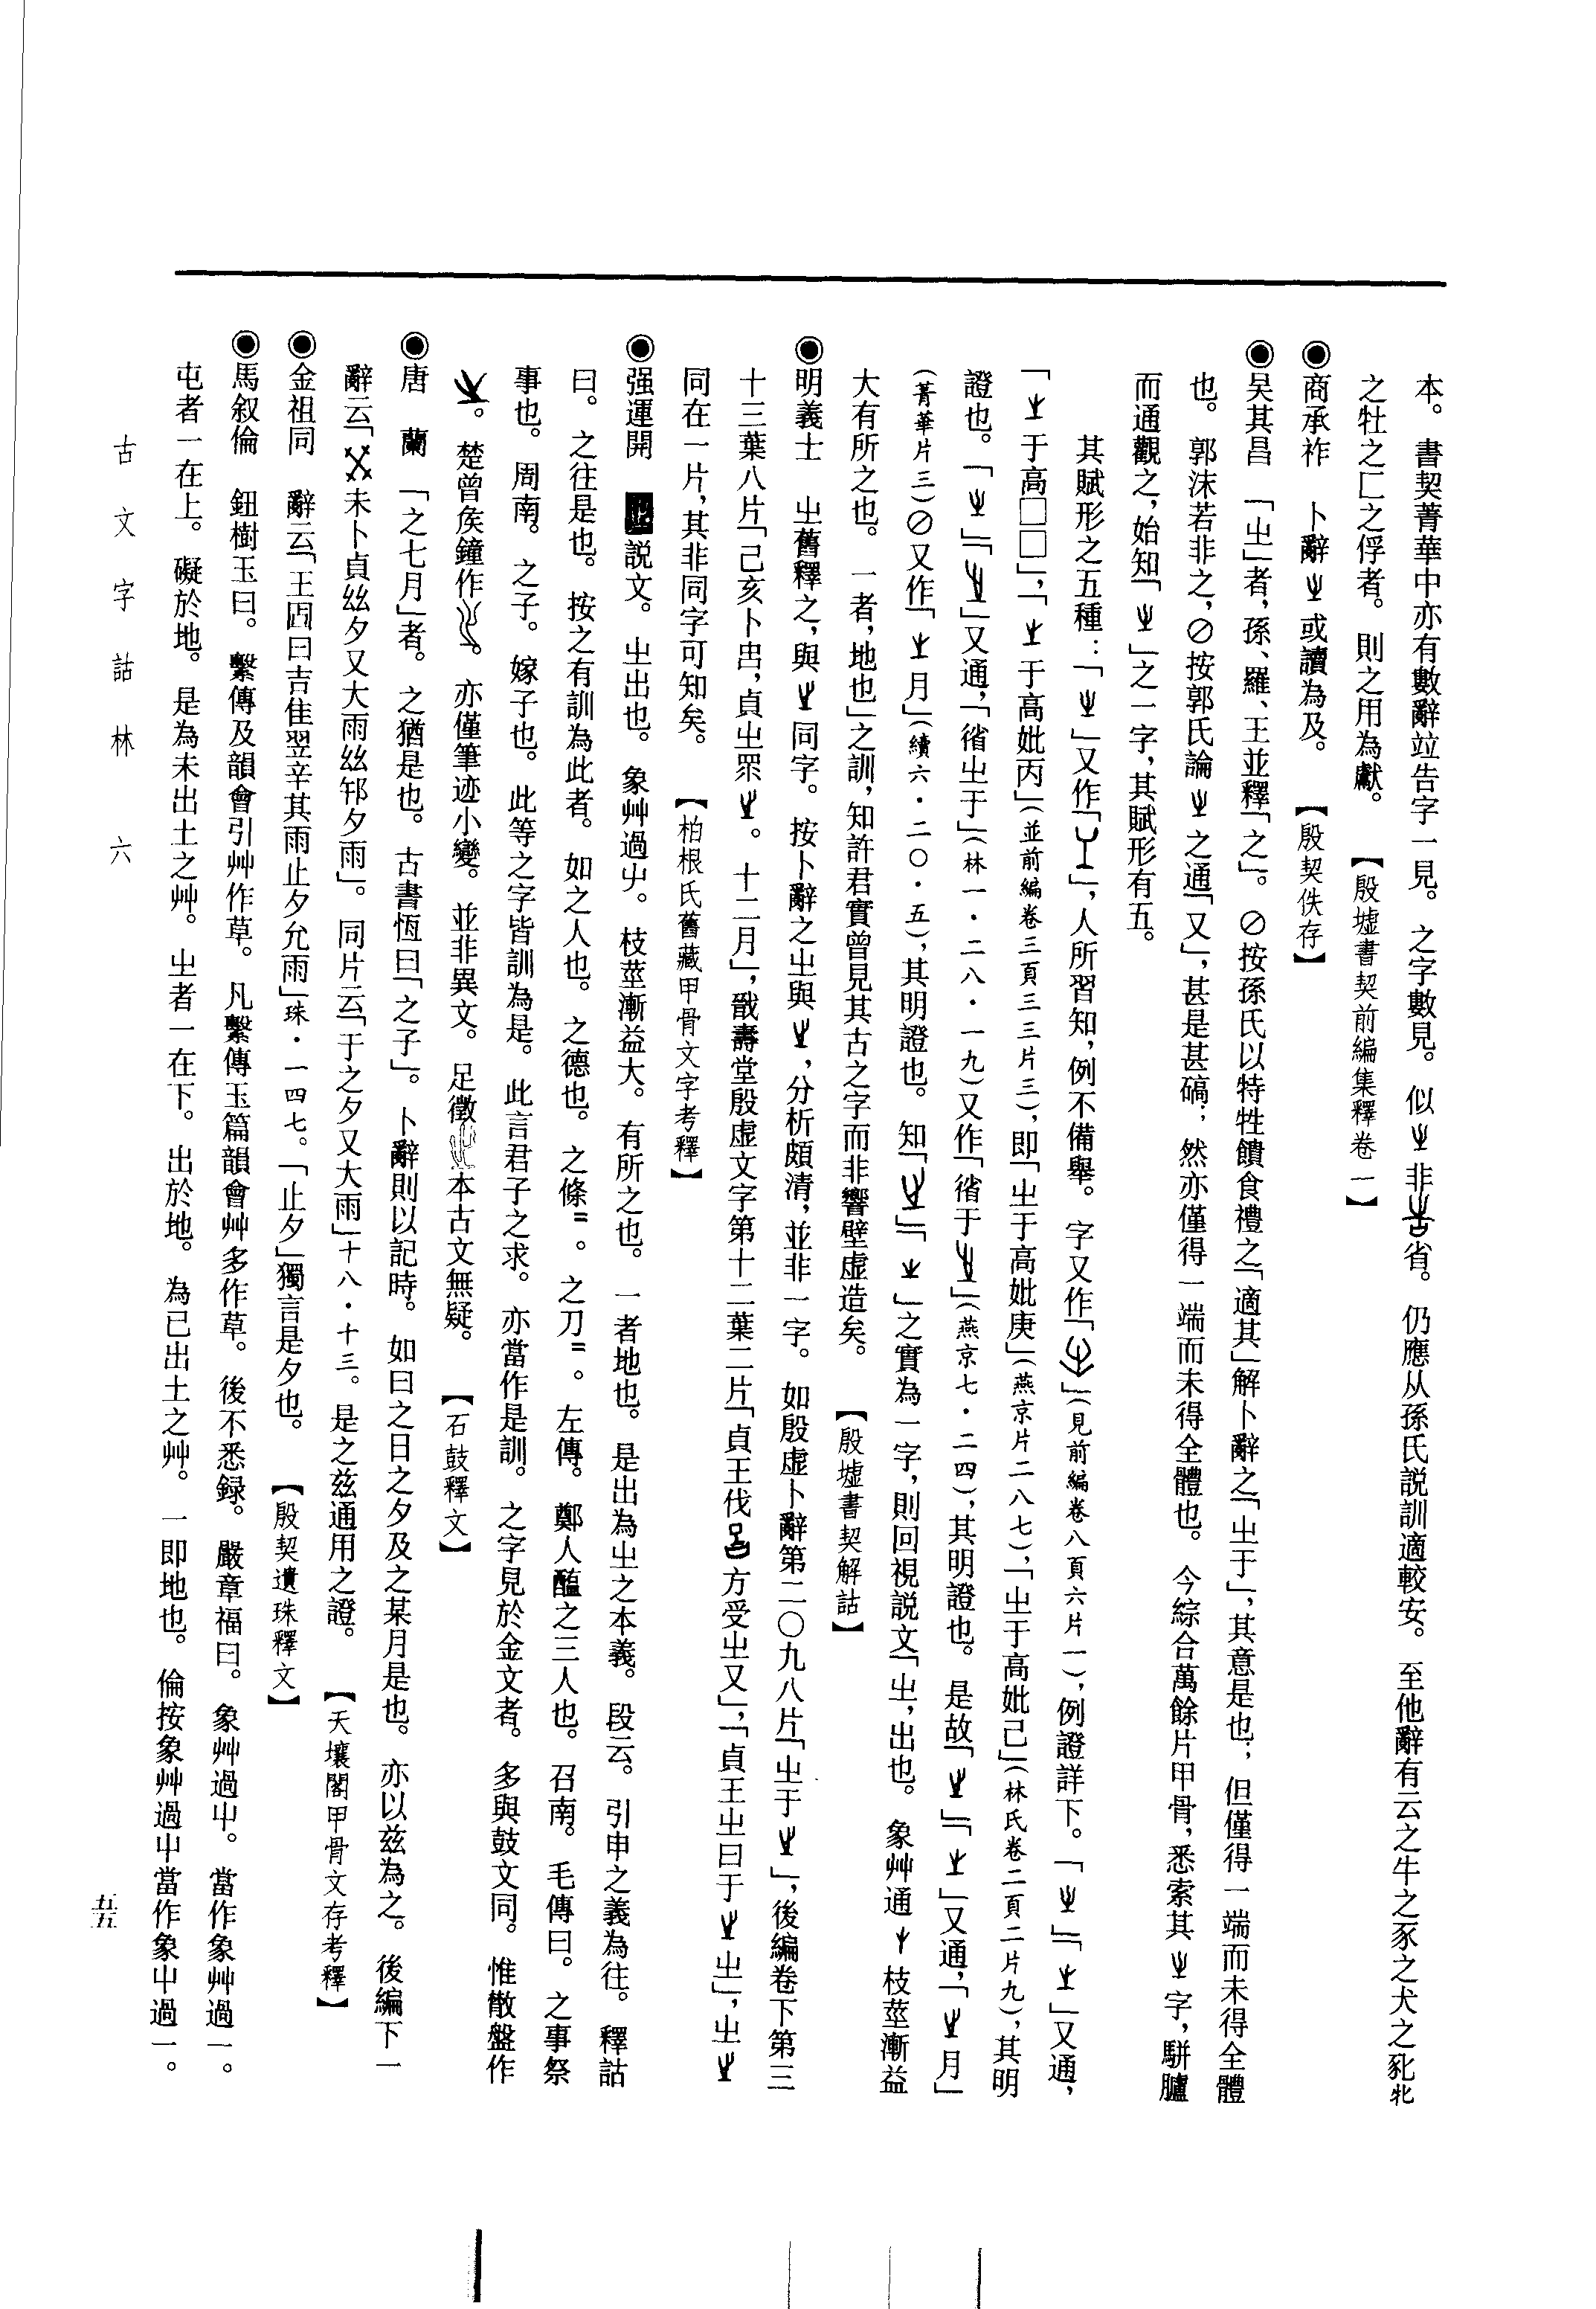 本。書契菁華中亦有數辭竝告字一見。之字數見。似非省。仍應从孫氏説訓適較安。至他辭有云之牛之豕之犬之豝牝
之牡之匚之俘者。則之用為獻。【殷墟書契前編集釋卷一】
◉商承祚 卜辭或讀為及。【殷契佚存】
◉吴其昌 「㞢」者，孫、羅、王並釋「之」。⊘按孫氏以特牲饋食禮之「適其」解卜辭之「㞢于」，其意是也；但僅得一端而未得全體
也。郭沫若非之，⊘按郭氏論之通「又」，甚是甚碻；然亦僅得一端而未得全體也。今綜合萬餘片甲骨，悉索其字，駢臚
而通觀之，始知「」之一字，其賦形有五。
其賦形之五種：「」又作「」，人所習知，例不備舉。字又作「」（見前編卷八頁六片一），例證詳下。「」「」又通，
「于高□□」，「于高妣丙」（並前編卷三頁三三片三），即「㞢于高妣庚」（燕京片二八七），「㞢于高妣己」（林氏卷二頁二片九），其明
證也。「」「」又通，「徣㞢于」（林一·二八·一九）又作「徣于」（燕京七·二四），其明證也。是故「」「」又通，「月」
（菁華片三）⊘又作「月」（續六·二〇·五），其明證也。知「」「」之實為一字，則回視説文「㞢，出也。象艸通枝莖漸益
大有所之也。一者，地也」之訓，知許君實曾見其古之字而非響壁虚造矣。【殷墟書契解詁】
◉明義士 㞢舊釋之，與同字。按卜辭之㞢與，分析頗清，並非一字。如殷虚卜辭第二〇九八片「㞢于」，後編卷下第三
十三葉八片「己亥卜𠱠，貞㞢眔。十二月」，戩壽堂殷虚文字第十二葉二片「貞王伐方受㞢又」，「貞王㞢曰于㞢」，㞢
同在一片，其非同字可知矣。【柏根氏舊藏甲骨文字考釋】
◉强運開 説文。㞢出也。象艸過屮。枝莖漸益大。有所之也。一者地也。是出為㞢之本義。段云。引申之義為往。釋詁
曰。之往是也。按之有訓為此者。如之人也。之德也。之條〓。之刀〓。左傳。鄭人醢之三人也。召南。毛傳曰。之事祭
事也。周南。之子。嫁子也。此等之字皆訓為是。此言君子之求。亦當作是訓。之字見於金文者。多與鼓文同。惟散盤作
。楚曾矦鐘作。亦僅筆迹小變。並非異文。足徵本古文無疑。【石鼓釋文】
◉唐 蘭 「之七月」者。之猶是也。古書恆曰「之子」。卜辭則以記時。如曰之日之夕及之某月是也。亦以兹為之。後編下一
辭云「未卜貞𢆶夕又大雨𢆶𠨘夕雨」。同片云「于之夕又大雨」十八·十三。是之兹通用之證。【天壤閣甲骨文存考釋】
◉金祖同 辭云「王𡆥曰吉隹翌辛其雨止夕允雨」珠·一四七。「止夕」獨言是夕也。【殷契遺珠釋文】
◉馬叙倫 鈕樹玉曰。繫傳及韻會引艸作草。凡繫傳玉篇韻會艸多作草。後不悉録。嚴章福曰。象艸過屮。當作象艸過一。
屯者一在上。礙於地。是為未出土之艸。㞢者一在下。出於地。為已出土之艸。一即地也。倫按象艸過屮當作象屮過一。
古文字詁林 六
五五